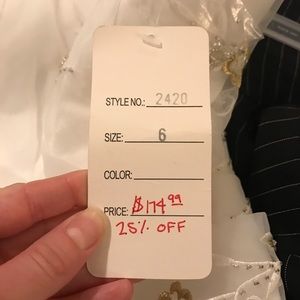 STYLE NO.: 2420
SIZE: 6
COLOR:
PRICE: $174.99
25% OFF